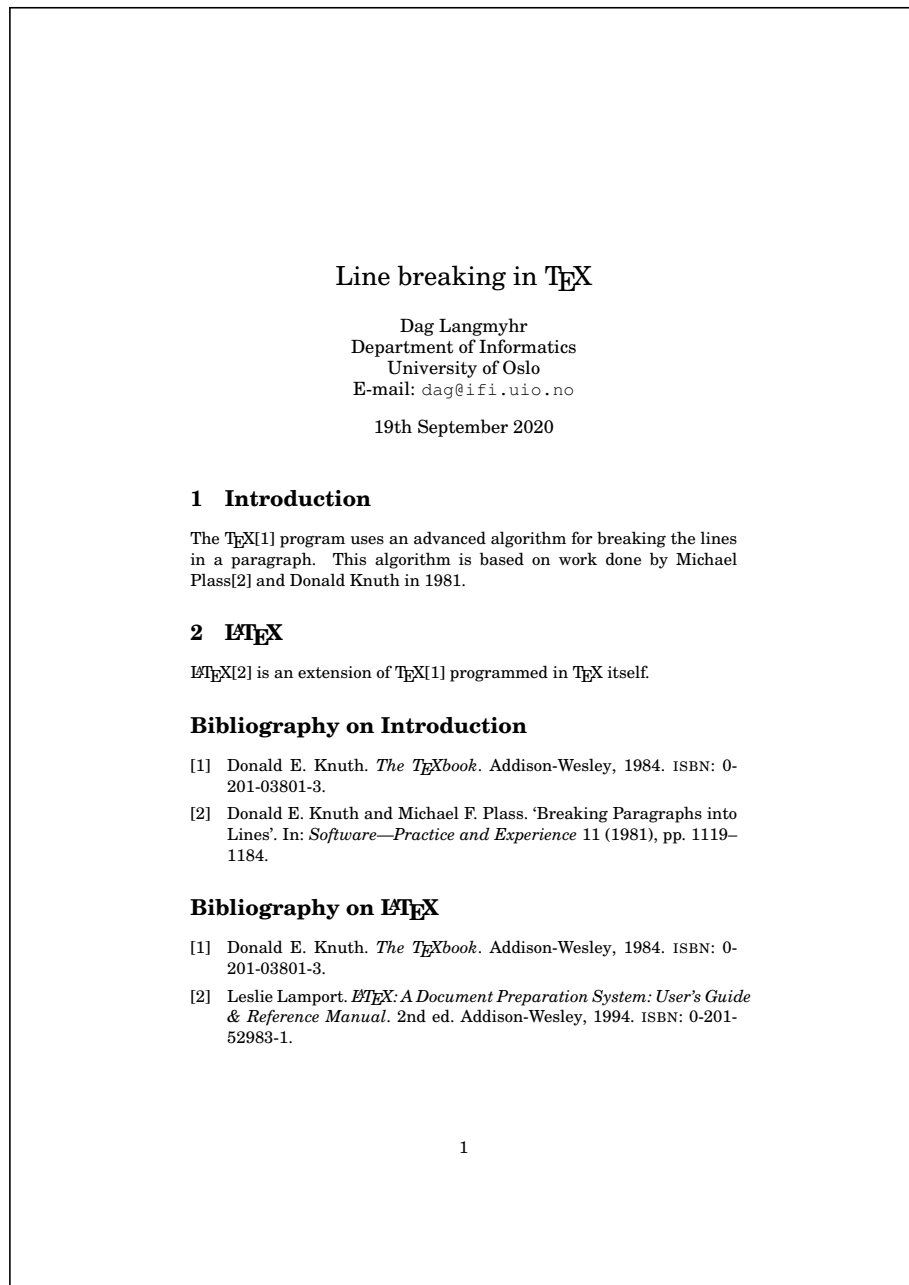 Line breaking in TEX
Dag Langmyhr
Department of Informatics
University of Oslo
E-mail: dag@ifi.uio.no
19th September 2020
1 Introduction
The TEX[1] program uses an advanced algorithm for breaking the lines
in a paragraph. This algorithm is based on work done by Michael
Plass[2] and Donald Knuth in 1981.
2 LATEX
LATEX[2] is an extension of TEX[1] programmed in TEX itself.
Bibliography on Introduction
[1] Donald E. Knuth. The TEXbook. Addison-Wesley, 1984. ISBN: 0-
201-03801-3.
[2] Donald E. Knuth and Michael F. Plass. ‘Breaking Paragraphs into
Lines’. In: Software—Practice and Experience 11 (1981), pp. 1119–
1184.
Bibliography on LATEX
[1] Donald E. Knuth. The TEXbook. Addison-Wesley, 1984. ISBN: 0-
201-03801-3.
[2] Leslie Lamport. LATEX: A Document Preparation System: User’s Guide
& Reference Manual. 2nd ed. Addison-Wesley, 1994. ISBN: 0-201-
52983-1.
1